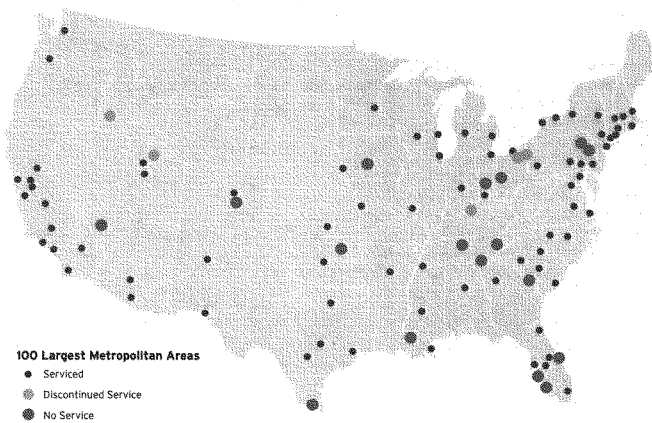 100 Largest Metropolitan Areas
Serviced
Discontinued Service
No Service